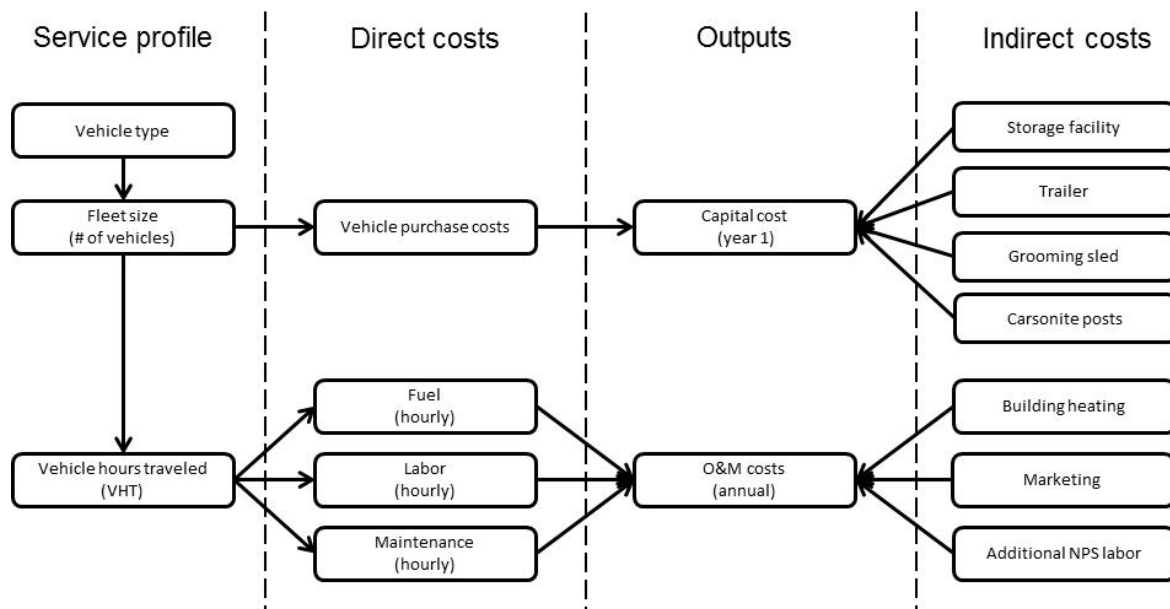 Service profile
Direct costs
Outputs
Indirect costs
Vehicle type
Fleet size
(# of vehicles)
Vehicle hours traveled
(VHT)
Vehicle purchase costs
Fuel
(hourly)
Labor
(hourly)
Maintenance
(hourly)
Capital cost
(year 1)
O&M costs
(annual)
Storage facility
Trailer
Grooming sled
Carsonite posts
Building heating
Marketing
Additional NPS labor